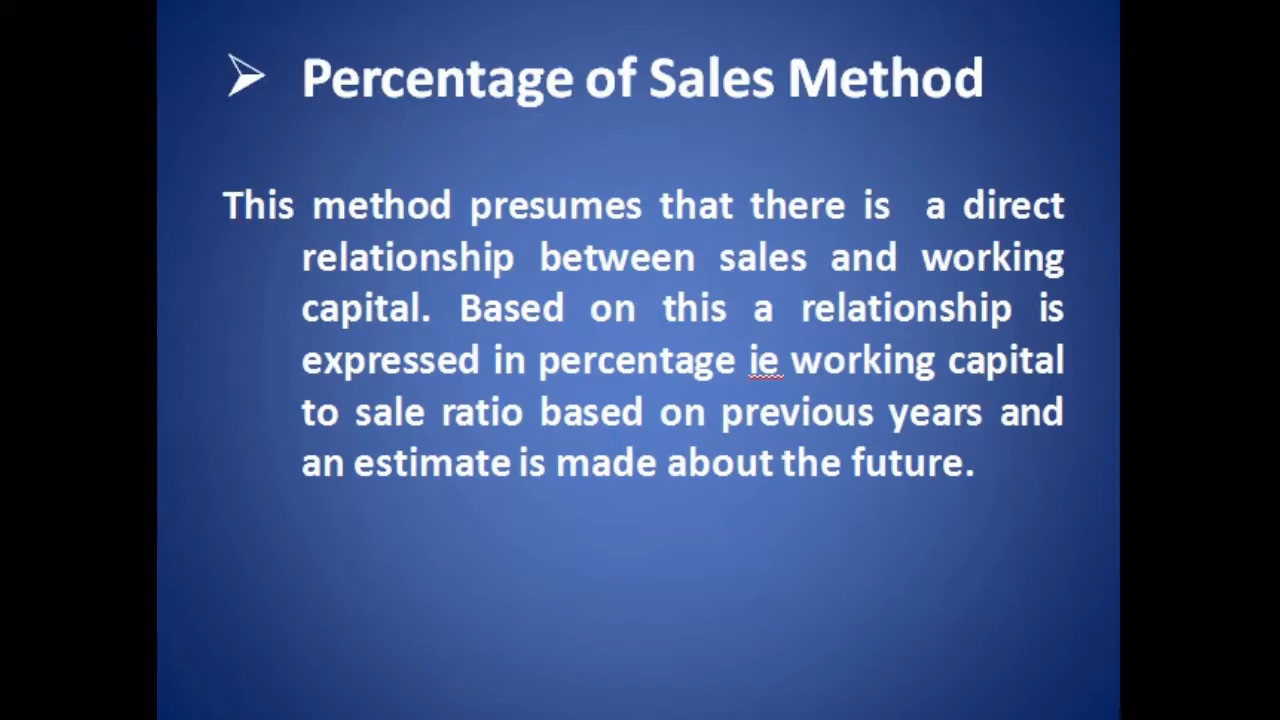 Percentage of Sales Method
This method presumes that there is a direct
relationship between sales and working
capital. Based on this a relationship is
expressed in percentage ie working capital
to sale ratio based on previous years and
an estimate is made about the future.